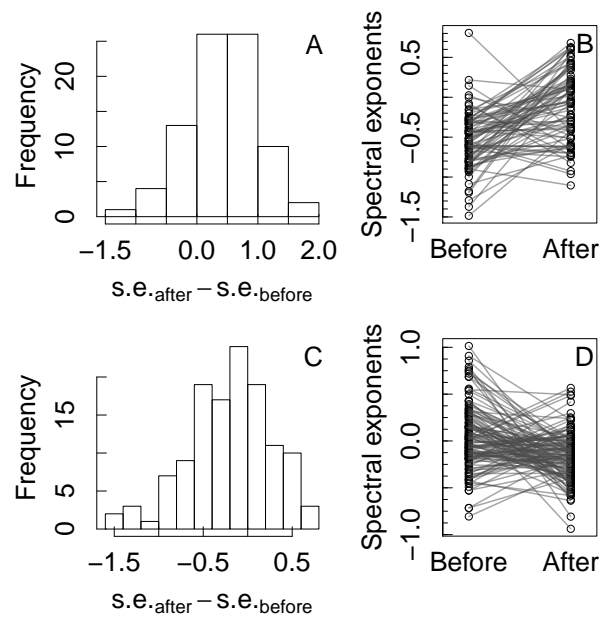 A
Frequency
0 10 20
−1.5 0.0 1.0 2.0
s.e.after − s.e.before
B
Spectral exponents
−1.5 −0.5 0.5
Before After
C
Frequency
0 5 15
−1.5 −0.5 0.5
s.e.after − s.e.before
D
Spectral exponents
−1.0 0.0 1.0
Before After